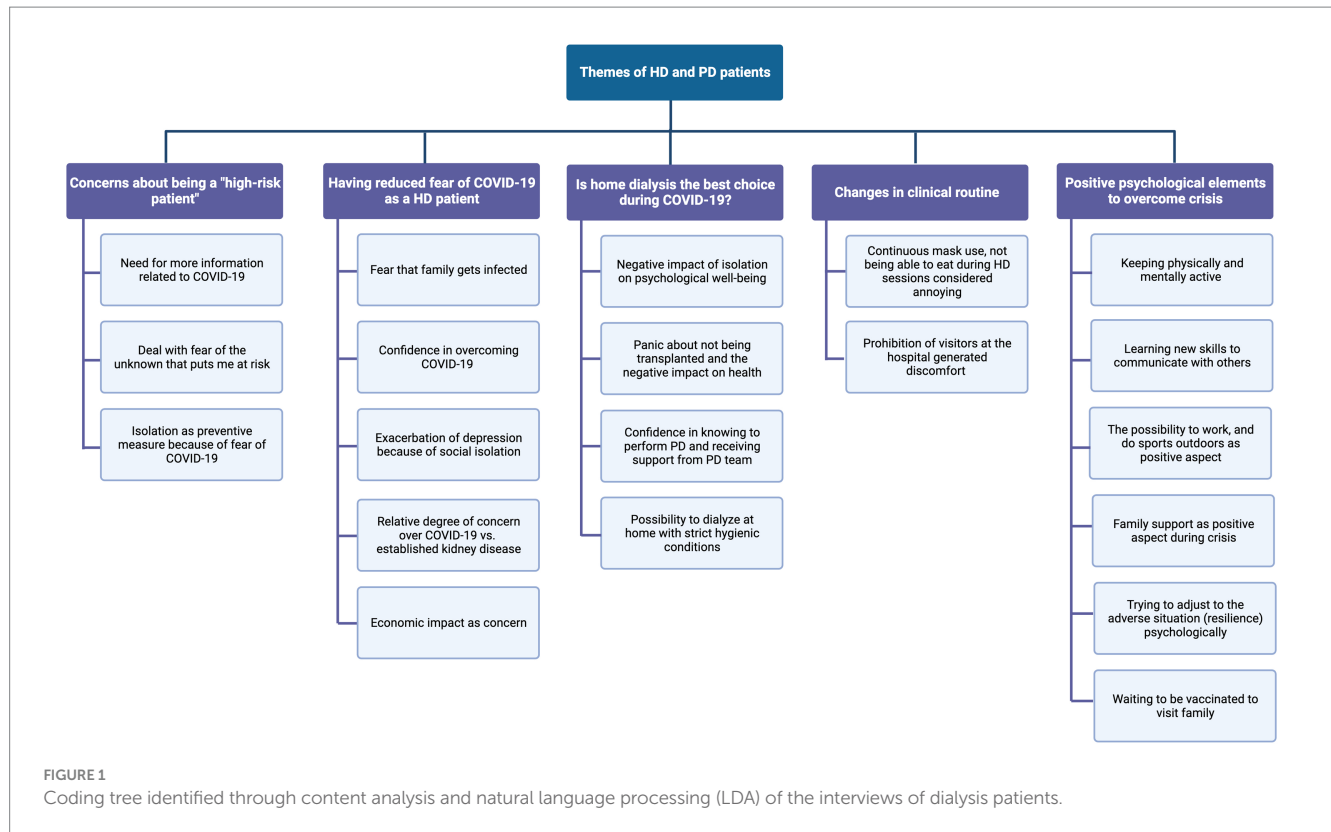 Themes of HD and PD patients
Concerns about being a "high-risk
patient"
Need for more information
related to COVID-19
Deal with fear of the
unknown that puts me at risk
Isolation as preventive
measure because of fear of
COVID-19
Having reduced fear of COVID-19
as a HD patient
Fear that family gets infected
Confidence in overcoming
COVID-19
Exacerbation of depression
because of social isolation
Relative degree of concern
over COVID-19 vs.
established kidney disease
Economic impact as concern
Is home dialysis the best choice
during COVID-19?
Negative impact of isolation
on psychological well-being
Panic about not being
transplanted and the
negative impact on health
Confidence in knowing to
perform PD and receiving
support from PD team
Possibility to dialyze at
home with strict hygienic
conditions
Changes in clinical routine
Continuous mask use, not
being able to eat during HD
sessions considered
annoying
Prohibition of visitors at the
hospital generated
discomfort
Positive psychological elements
to overcome crisis
Keeping physically and
mentally active
Learning new skills to
communicate with others
The possibility to work, and
do sports outdoors as
positive aspect
Family support as positive
aspect during crisis
Trying to adjust to the
adverse situation (resilience)
psychologically
Waiting to be vaccinated to
visit family
FIGURE 1
Coding tree identified through content analysis and natural language processing (LDA) of the interviews of dialysis patients.